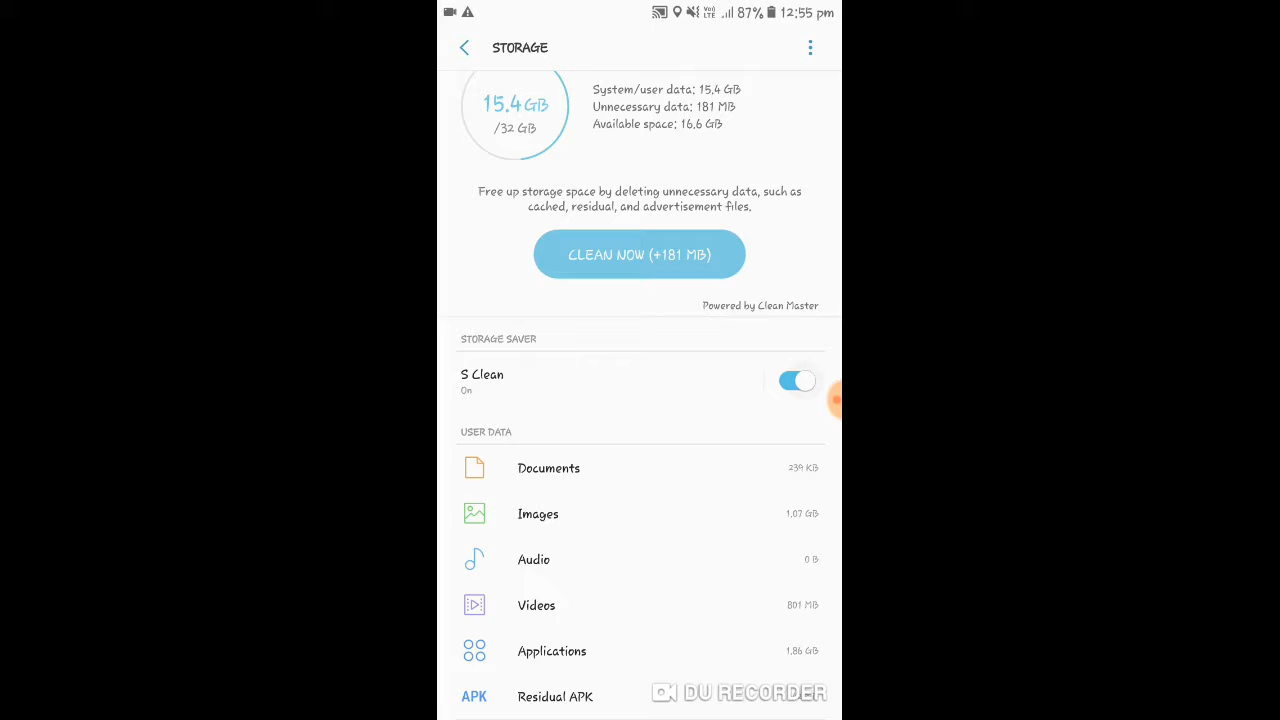 87% 12:55 pm
STORAGE
15.4 GB
/32 GB
System/user data: 15.4 GB
Unnecessary data: 181 MB
Available space: 16.6 GB
Free up storage space by deleting unnecessary data, such as
cached, residual, and advertisement files.
CLEAN NOW (+181 MB)
Powered by Clean Master
STORAGE SAVER
S Clean
On
USER DATA
Documents 239 KB
Images 1.07 GB
Audio 0 B
Videos 801 MB
Applications 1.86 GB
APK Residual APK
DU RECORDER